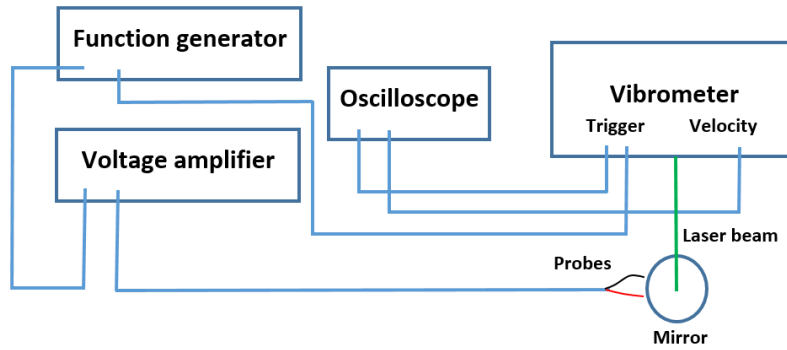 Function generator
Oscilloscope
Vibrometer
Trigger
Velocity
Voltage amplifier
Laser beam
Probes
Mirror